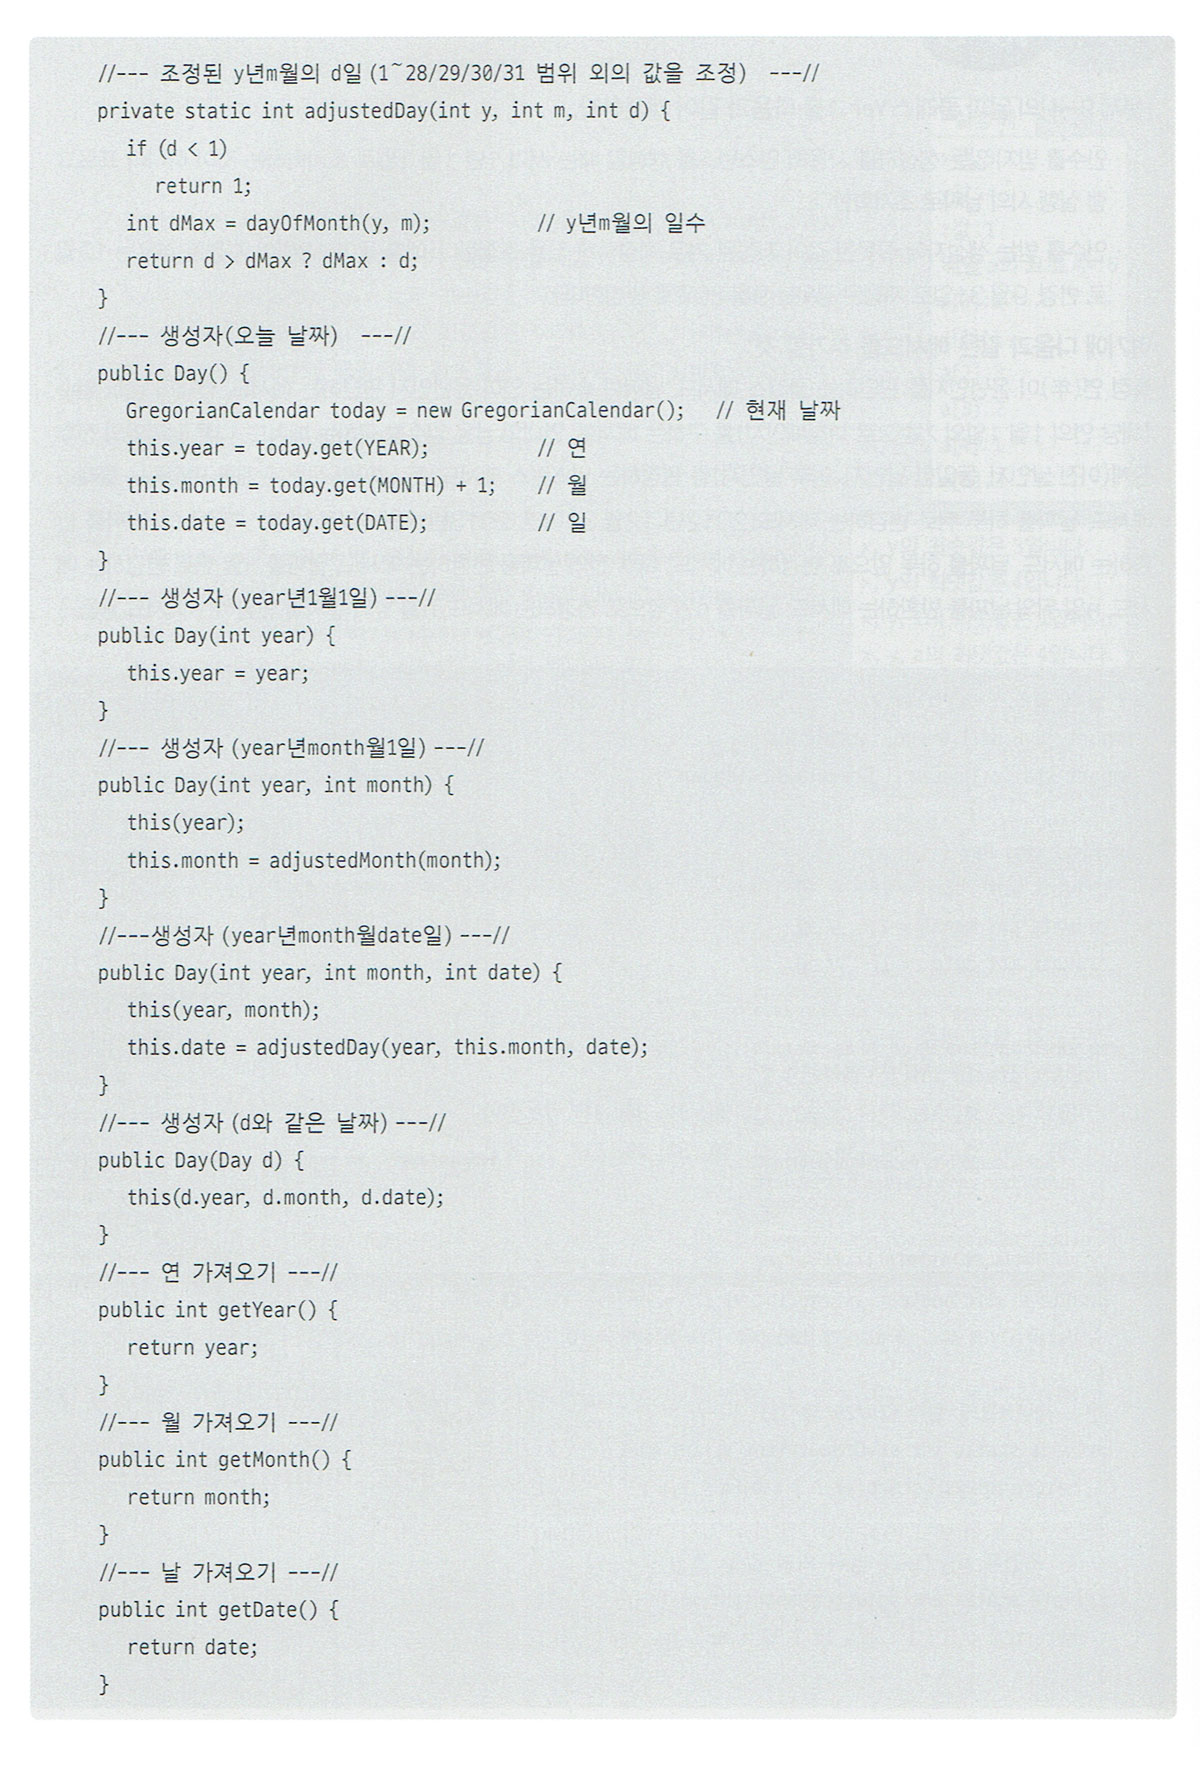 //--- 조정된 y년m월의 d일 (1~28/29/30/31 범위 외의 값을 조정) ---//
private static int adjustedDay(int y, int m, int d) {
if (d < 1)
return 1;
int dMax = dayOfMonth(y, m); // y년m월의 일수
return d > dMax ? dMax : d;
}
//--- 생성자(오늘 날짜) ---//
public Day() {
GregorianCalendar today = new GregorianCalendar(); // 현재 날짜
this.year = today.get(YEAR); // 연
this.month = today.get(MONTH) + 1; // 월
this.date = today.get(DATE); // 일
}
//--- 생성자 (year년1월1일) ---//
public Day(int year) {
this.year = year;
}
//--- 생성자 (year년month월1일) ---//
public Day(int year, int month) {
this(year);
this.month = adjustedMonth(month);
}
//---생성자 (year년month월date일) ---//
public Day(int year, int month, int date) {
this(year, month);
this.date = adjustedDay(year, this.month, date);
}
//--- 생성자 (d와 같은 날짜) ---//
public Day(Day d) {
this(d.year, d.month, d.date);
}
//--- 연 가져오기 ---//
public int getYear() {
return year;
}
//--- 월 가져오기 ---//
public int getMonth() {
return month;
}
//--- 날 가져오기 ---//
public int getDate() {
return date;
}